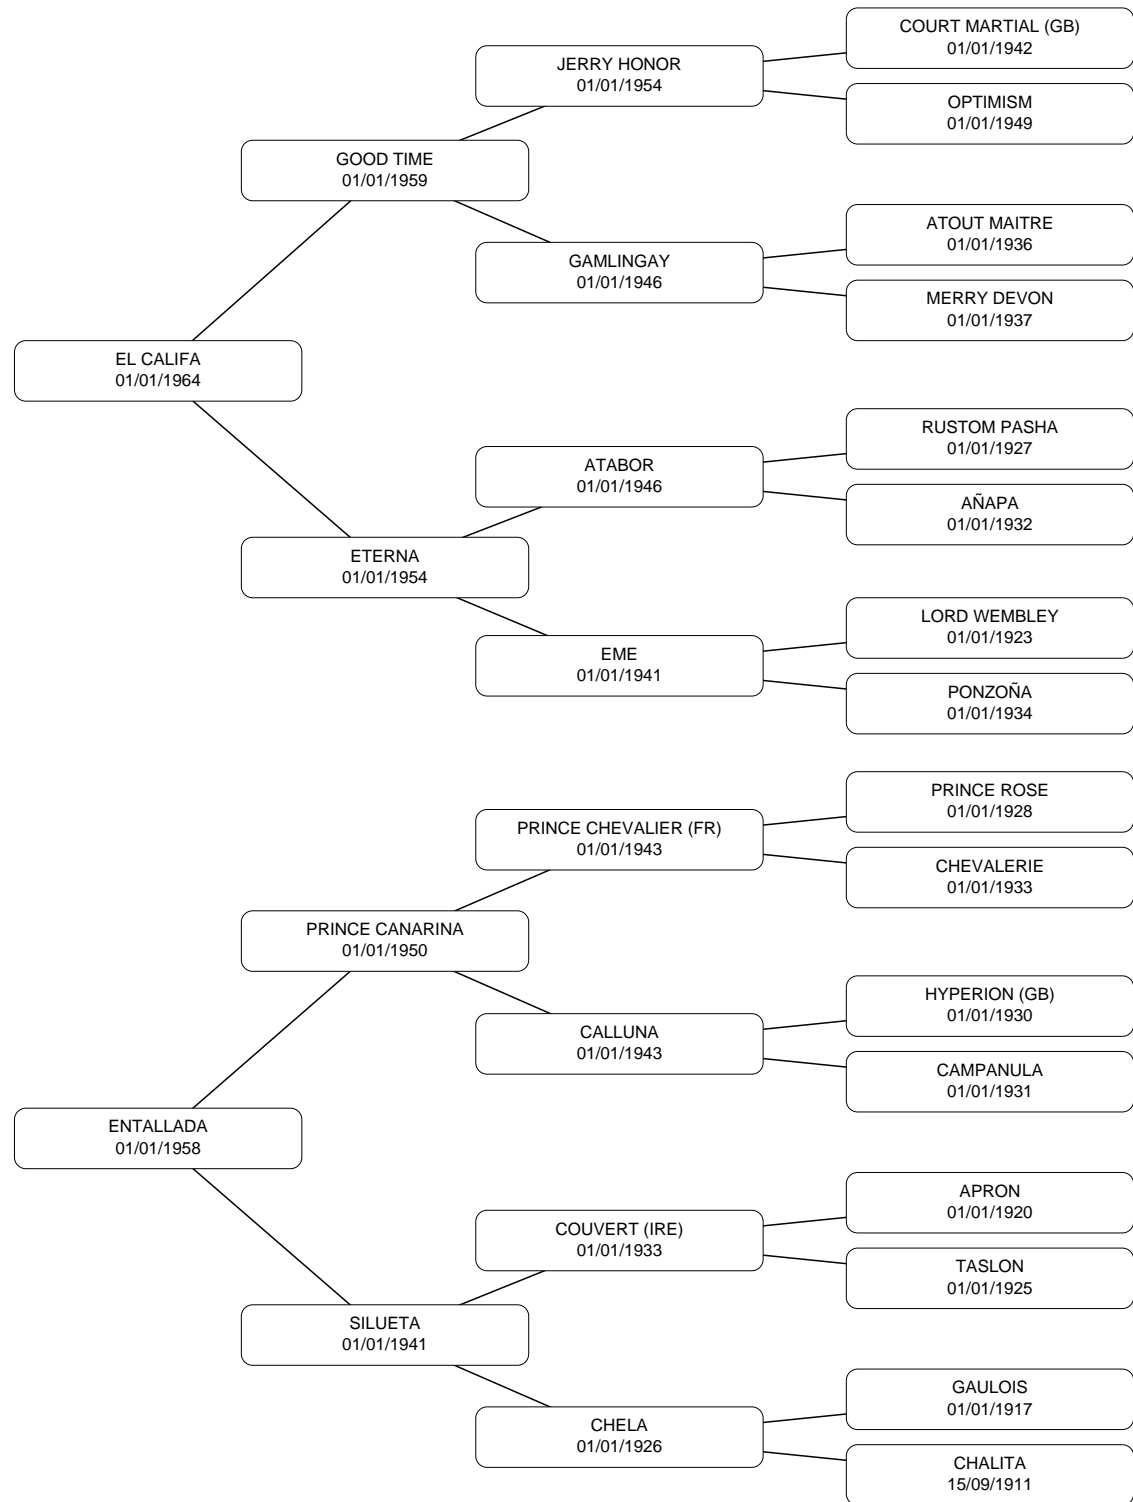 COURT MARTIAL (GB)
01/01/1942
JERRY HONOR
01/01/1954
OPTIMISM
01/01/1949
GOOD TIME
01/01/1959
ATOUT MAITRE
01/01/1936
GAMLINGAY
01/01/1946
MERRY DEVON
01/01/1937
EL CALIFA
01/01/1964
RUSTOM PASHA
01/01/1927
ATABOR
01/01/1946
AÑAPA
01/01/1932
ETERNA
01/01/1954
LORD WEMBLEY
01/01/1923
EME
01/01/1941
PONZOÑA
01/01/1934
PRINCE ROSE
01/01/1928
PRINCE CHEVALIER (FR)
01/01/1943
CHEVALERIE
01/01/1933
PRINCE CANARINA
01/01/1950
HYPERION (GB)
01/01/1930
CALLUNA
01/01/1943
CAMPANULA
01/01/1931
ENTALLADA
01/01/1958
APRON
01/01/1920
COUVERT (IRE)
01/01/1933
TASLON
01/01/1925
SILUETA
01/01/1941
GAULOIS
01/01/1917
CHELA
01/01/1926
CHALITA
15/09/1911